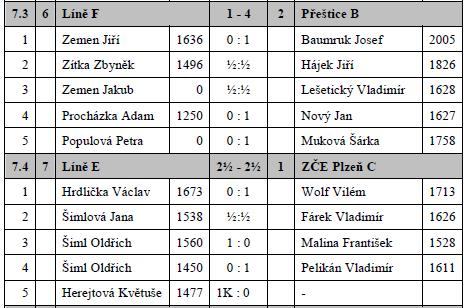 7.3 6 Líně F 1 - 4 2 Přeštice B
1 Zemen Jiří 1636 0 : 1 Baumruk Josef 2005
2 Zítka Zbyněk 1496 ½:½ Hájek Jiří 1826
3 Zemen Jakub 0 ½:½ Lešetický Vladimír 1628
4 Procházka Adam 1250 0 : 1 Nový Jan 1627
5 Populová Petra 0 0 : 1 Muková Šárka 1758
7.4 7 Líně E 2½ - 2½ 1 ZČE Plzeň C
1 Hrdlička Václav 1673 0 : 1 Wolf Vilém 1713
2 Šimlová Jana 1538 ½:½ Fárek Vladimír 1626
3 Šiml Oldřich 1560 1 : 0 Malina František 1528
4 Šiml Oldřich 1450 0 : 1 Pelikán Vladimír 1611
5 Herejtová Květuše 1477 1K : 0 -